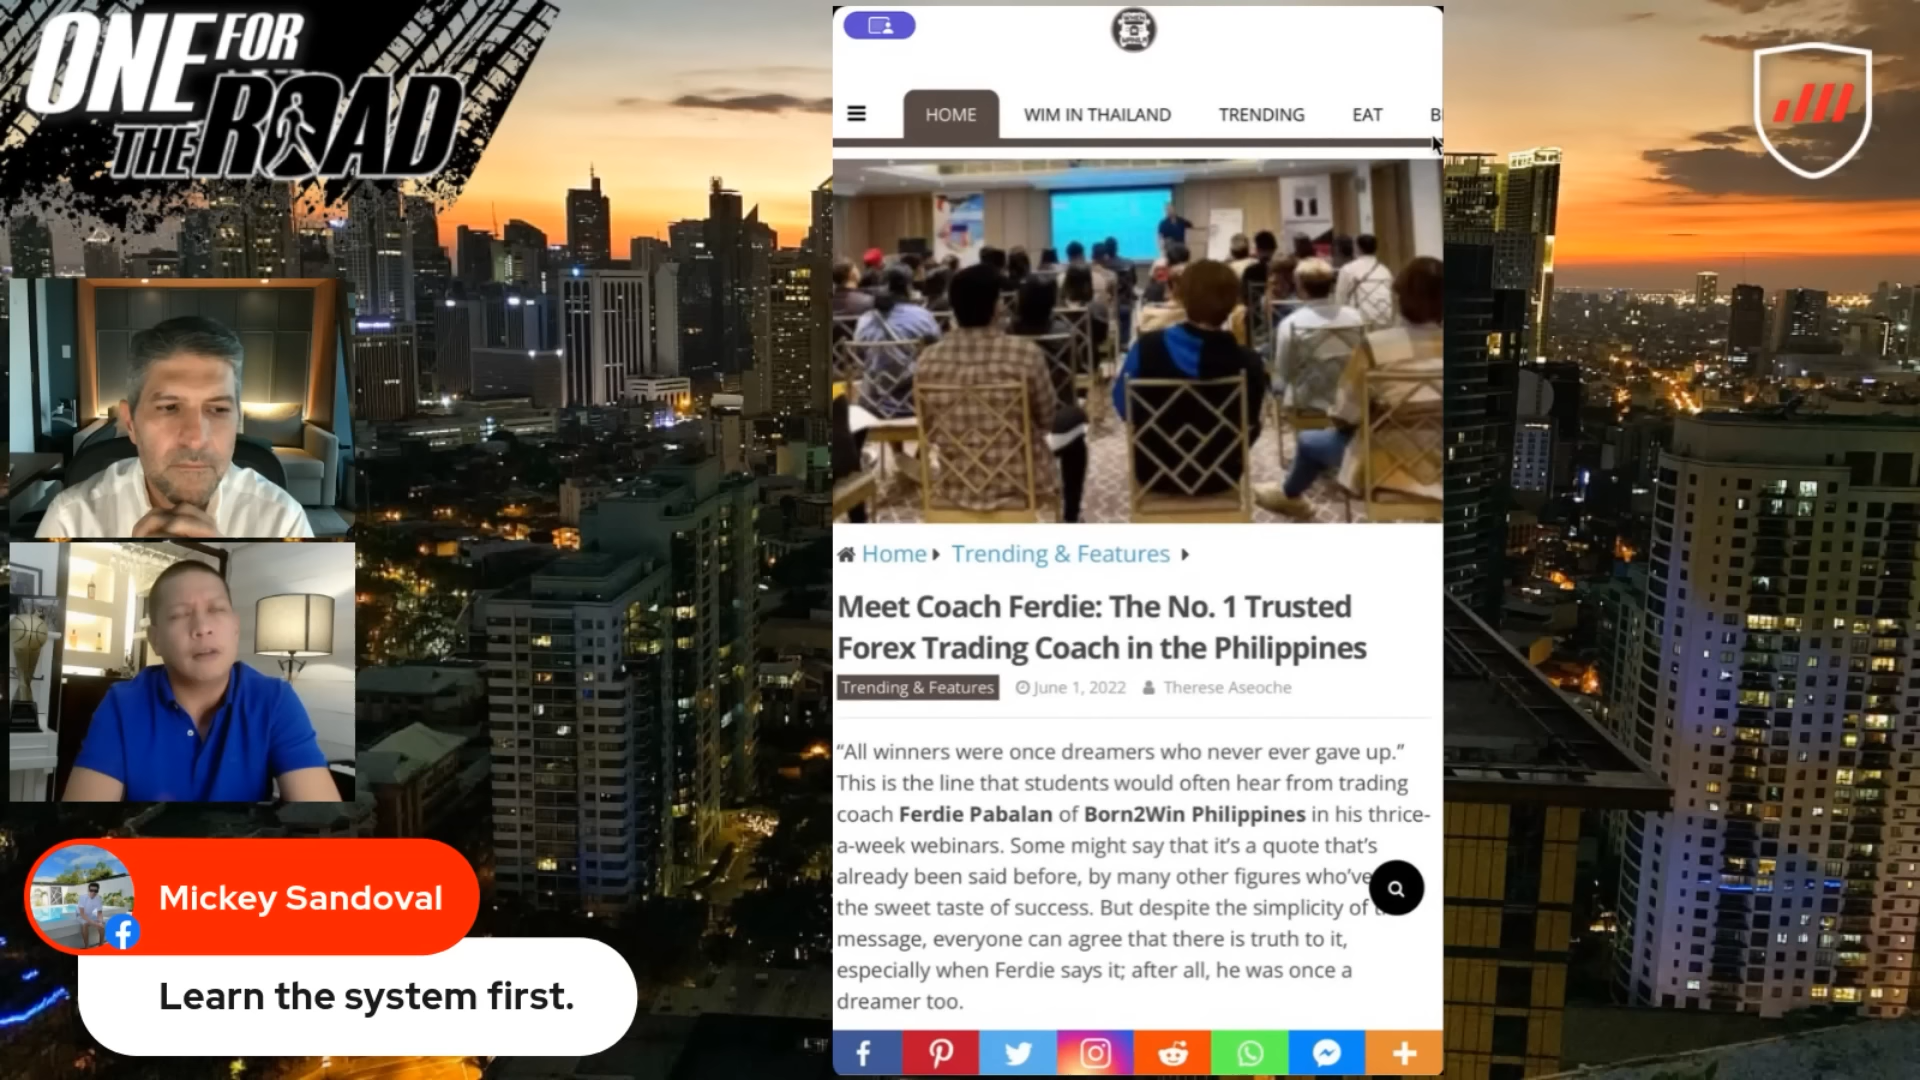 ONE FOR
THE ROAD
HOME
WIM IN THAILAND
TRENDING
EAT
Home
Trending & Features
Meet Coach Ferdie: The No. 1 Trusted
Forex Trading Coach in the Philippines
Trending & Features
June 1, 2022
Therese Aseoche
“All winners were once dreamers who never ever gave up.”
This is the line that students would often hear from trading
coach Ferdie Pabalan of Born2Win Philippines in his thrice-
a-week webinars. Some might say that it’s a quote that’s
already been said before, by many other figures who’ve
the sweet taste of success. But despite the simplicity of
message, everyone can agree that there is truth to it,
especially when Ferdie says it; after all, he was once a
dreamer too.
Mickey Sandoval
Learn the system first.